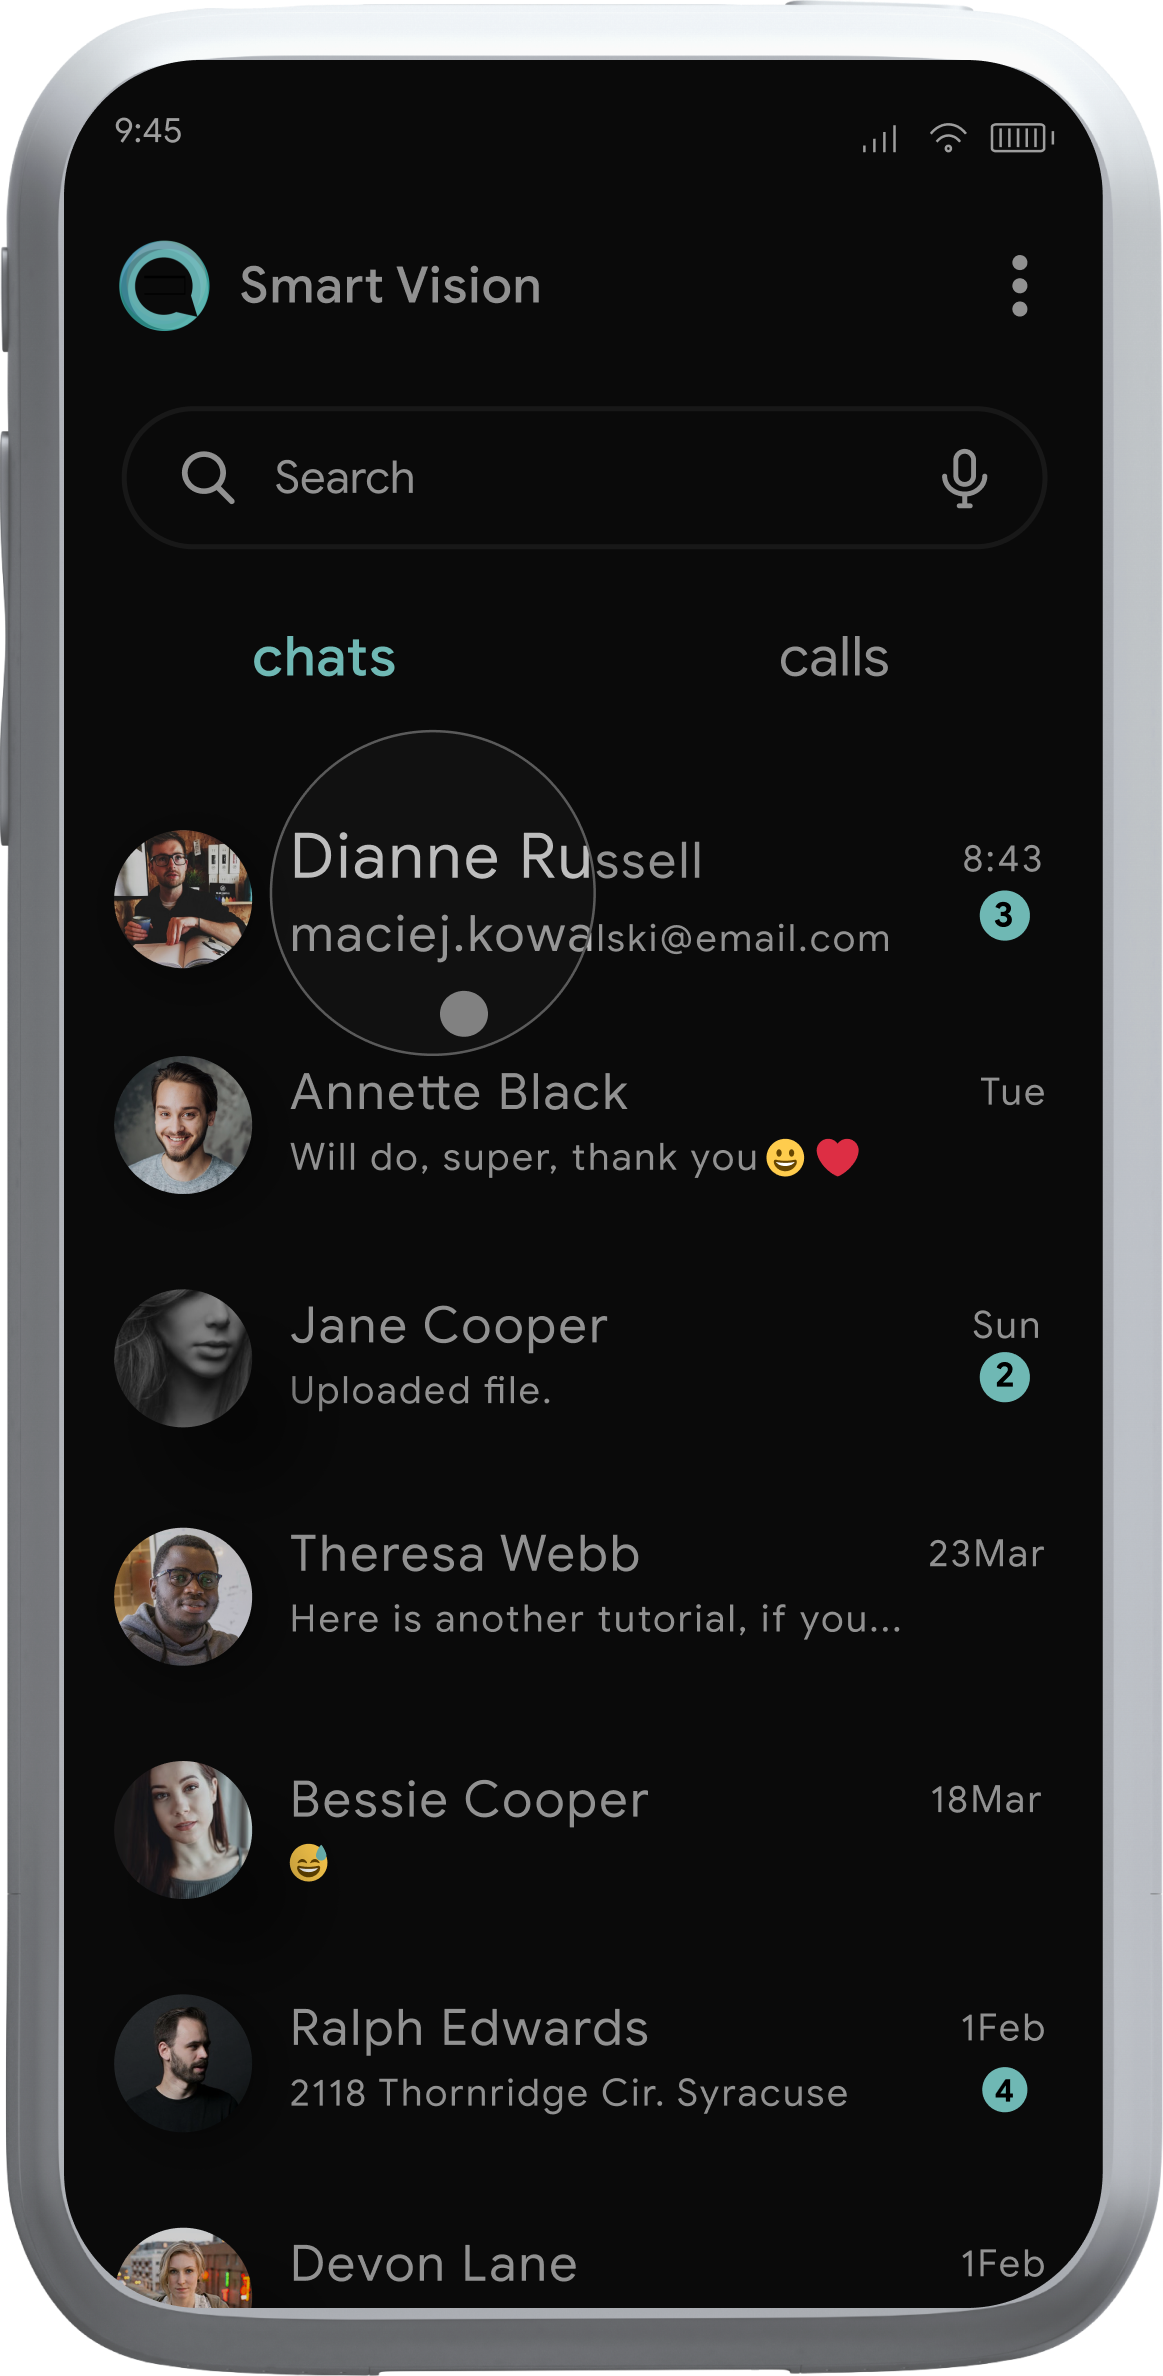 9:45
Smart Vision
Search
chats calls
Dianne Russell 8:43
maciej.kowalski@email.com 3
Annette Black Tue
Will do, super, thank you😀 ❤️
Jane Cooper Sun
Uploaded file. 2
Theresa Webb 23Mar
Here is another tutorial, if you...
Bessie Cooper 18Mar
😅
Ralph Edwards 1Feb
2118 Thornridge Cir. Syracuse 4
Devon Lane 1Feb